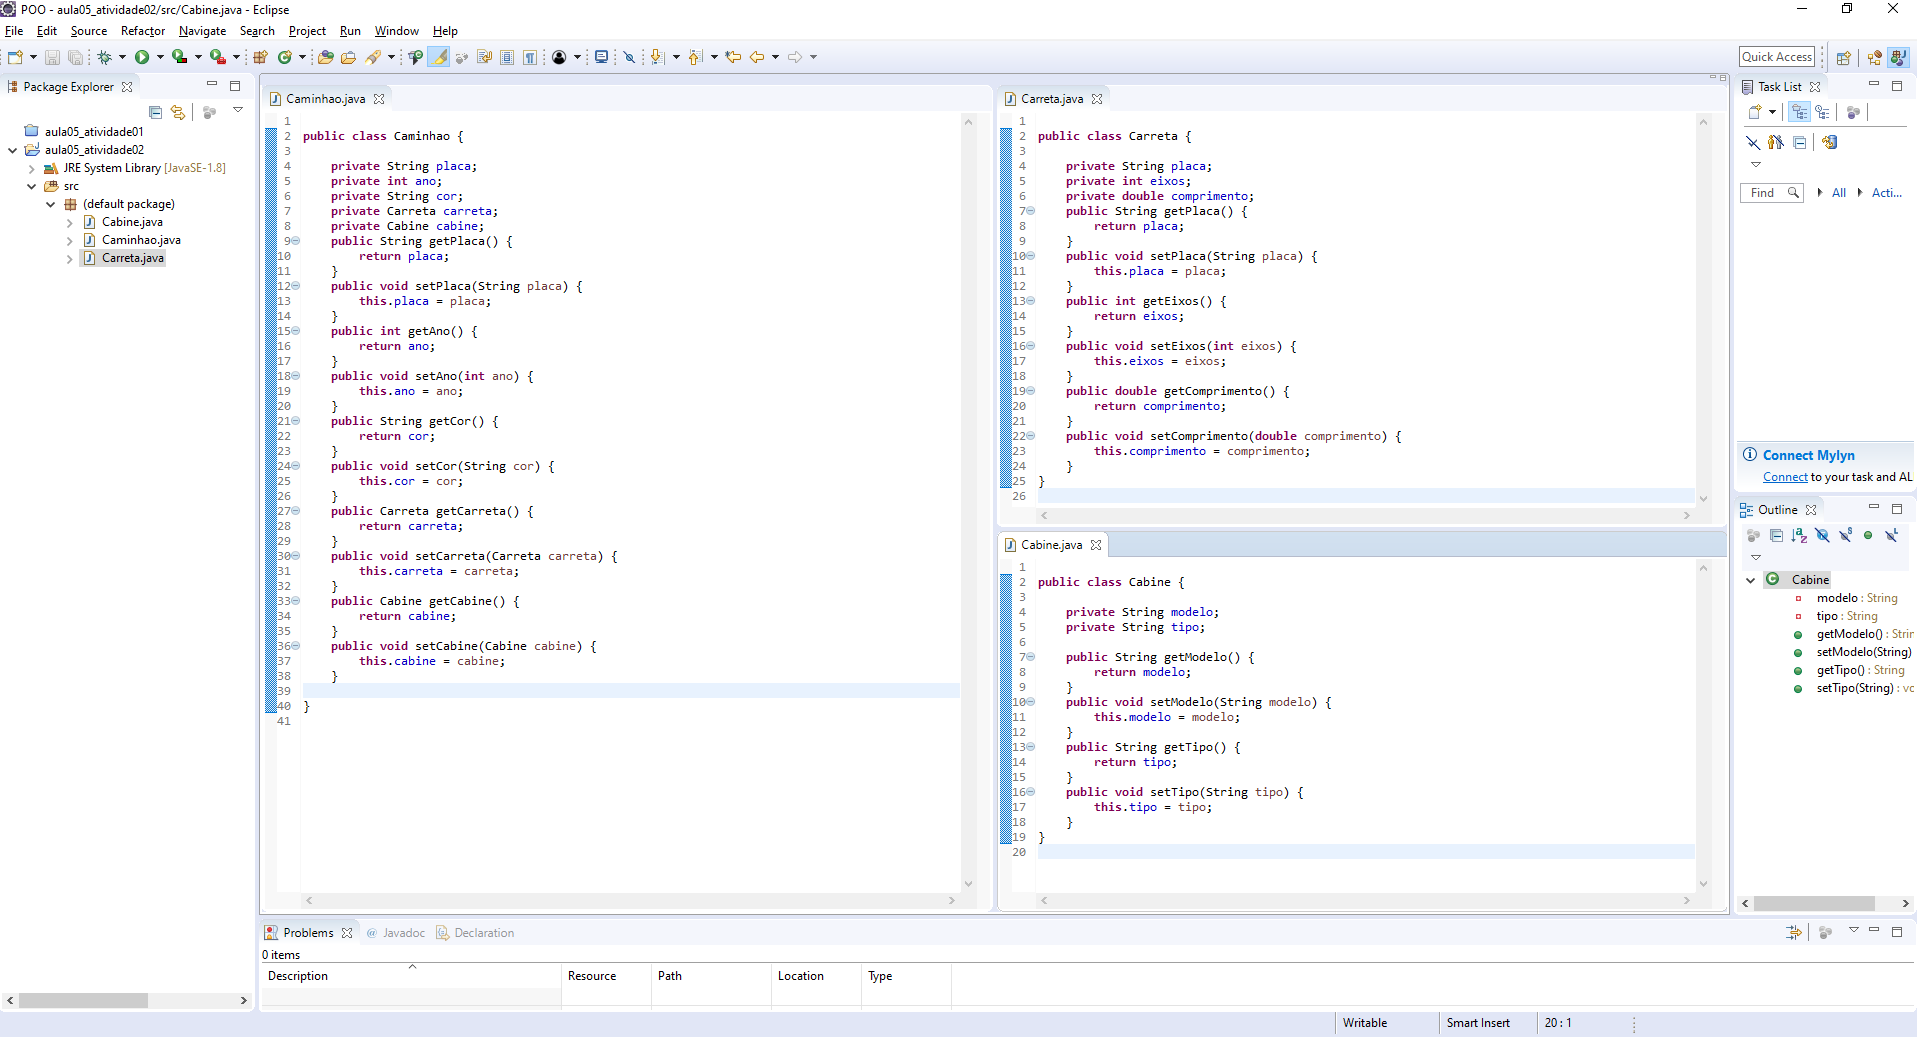 POO - aula05_atividade02/src/Cabine.java - Eclipse
File Edit Source Refactor Navigate Search Project Run Window Help
Quick Access
Package Explorer
aula05_atividade01
aula05_atividade02
JRE System Library [JavaSE-1.8]
src
(default package)
Cabine.java
Caminhao.java
Carreta.java
Caminhao.java
1
2 public class Caminhao {
3
4 private String placa;
5 private int ano;
6 private String cor;
7 private Carreta carreta;
8 private Cabine cabine;
9 public String getPlaca() {
10 return placa;
11 }
12 public void setPlaca(String placa) {
13 this.placa = placa;
14 }
15 public int getAno() {
16 return ano;
17 }
18 public void setAno(int ano) {
19 this.ano = ano;
20 }
21 public String getCor() {
22 return cor;
23 }
24 public void setCor(String cor) {
25 this.cor = cor;
26 }
27 public Carreta getCarreta() {
28 return carreta;
29 }
30 public void setCarreta(Carreta carreta) {
31 this.carreta = carreta;
32 }
33 public Cabine getCabine() {
34 return cabine;
35 }
36 public void setCabine(Cabine cabine) {
37 this.cabine = cabine;
38 }
39
40 }
41
Carreta.java
1
2 public class Carreta {
3
4 private String placa;
5 private int eixos;
6 private double comprimento;
7 public String getPlaca() {
8 return placa;
9 }
10 public void setPlaca(String placa) {
11 this.placa = placa;
12 }
13 public int getEixos() {
14 return eixos;
15 }
16 public void setEixos(int eixos) {
17 this.eixos = eixos;
18 }
19 public double getComprimento() {
20 return comprimento;
21 }
22 public void setComprimento(double comprimento) {
23 this.comprimento = comprimento;
24 }
25 }
26
Cabine.java
1
2 public class Cabine {
3
4 private String modelo;
5 private String tipo;
6
7 public String getModelo() {
8 return modelo;
9 }
10 public void setModelo(String modelo) {
11 this.modelo = modelo;
12 }
13 public String getTipo() {
14 return tipo;
15 }
16 public void setTipo(String tipo) {
17 this.tipo = tipo;
18 }
19 }
20
Task List
Find All Acti...
Connect Mylyn
Connect to your task and AL
Outline
Cabine
modelo : String
tipo : String
getModelo() : Strin
setModelo(String)
getTipo() : String
setTipo(String) : vo
Problems @ Javadoc Declaration
0 items
Description Resource Path Location Type
Writable Smart Insert 20 : 1